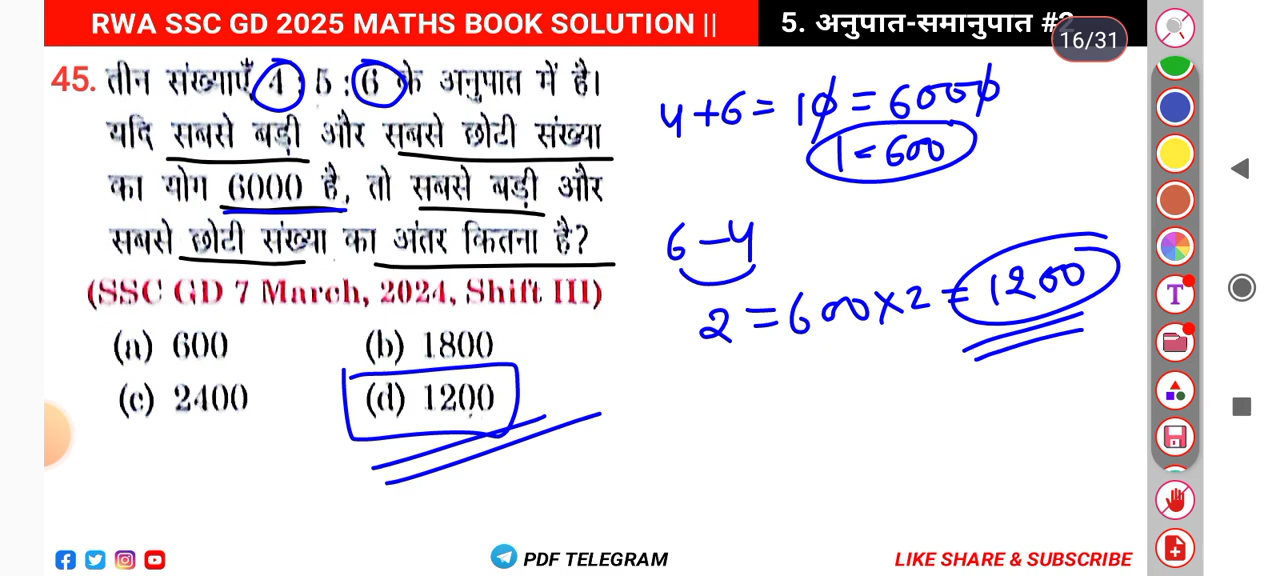 RWA SSC GD 2025 MATHS BOOK SOLUTION ||
5. अनुपात-समानुपात #2
16/31
45. तीन संख्याएँ 4 : 5 : 6 के अनुपात में है।
यदि सबसे बड़ी और सबसे छोटी संख्या
का योग 6000 है, तो सबसे बड़ी और
सबसे छोटी संख्या का अंतर कितना है?
(SSC GD 7 March, 2024, Shift III)
(a) 600
(b) 1800
(c) 2400
(d) 1200
4+6 = 10 = 6000
1 = 600
6-4
2 = 600×2 = 1200
T
PDF TELEGRAM
LIKE SHARE & SUBSCRIBE